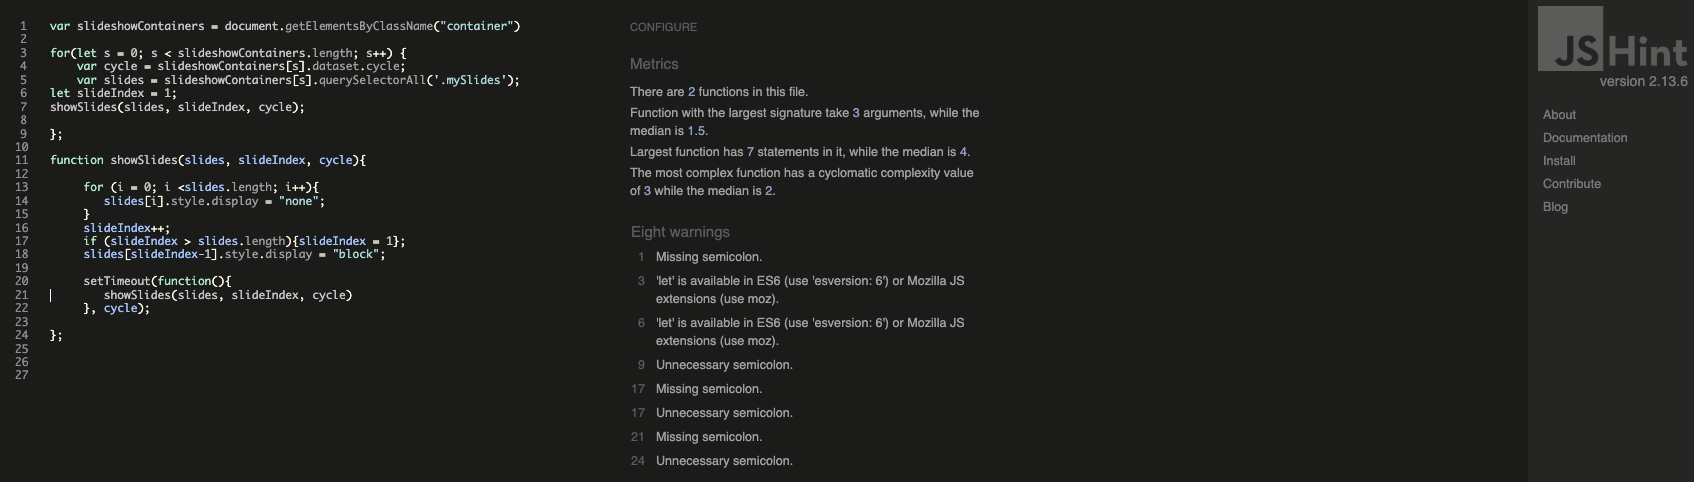 1 var slideshowContainers = document.getElementsByClassName("container")
2
3 for(let s = 0; s < slideshowContainers.length; s++) {
4 var cycle = slideshowContainers[s].dataset.cycle;
5 var slides = slideshowContainers[s].querySelectorAll('.mySlides');
6 let slideIndex = 1;
7 showSlides(slides, slideIndex, cycle);
8
9 };
10
11 function showSlides(slides, slideIndex, cycle){
12
13 for (i = 0; i <slides.length; i++){
14 slides[i].style.display = "none";
15 }
16 slideIndex++;
17 if (slideIndex > slides.length){slideIndex = 1};
18 slides[slideIndex-1].style.display = "block";
19
20 setTimeout(function(){
21 showSlides(slides, slideIndex, cycle)
22 }, cycle);
23
24 };
25
26
27
CONFIGURE
Metrics
There are 2 functions in this file.
Function with the largest signature take 3 arguments, while the
median is 1.5.
Largest function has 7 statements in it, while the median is 4.
The most complex function has a cyclomatic complexity value
of 3 while the median is 2.
Eight warnings
1 Missing semicolon.
3 'let' is available in ES6 (use 'esversion: 6') or Mozilla JS
extensions (use moz).
6 'let' is available in ES6 (use 'esversion: 6') or Mozilla JS
extensions (use moz).
9 Unnecessary semicolon.
17 Missing semicolon.
17 Unnecessary semicolon.
21 Missing semicolon.
24 Unnecessary semicolon.
JSHint
version 2.13.6
About
Documentation
Install
Contribute
Blog